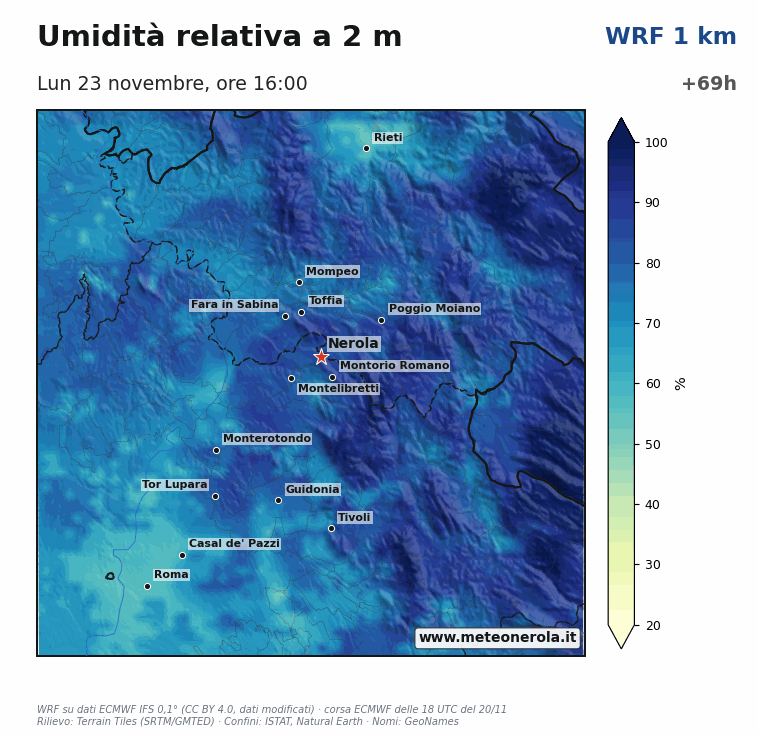 Umidità relativa a 2 m
WRF 1 km
Lun 23 novembre, ore 16:00
+69h
Rieti
Mompeo
Toffia
Fara in Sabina
Poggio Moiano
Nerola
Montorio Romano
Montelibretti
Monterotondo
Tor Lupara
Guidonia
Tivoli
Casal de' Pazzi
Roma
www.meteonerola.it
100
90
80
70
60
50
40
30
20
%
WRF su dati ECMWF IFS 0,1° (CC BY 4.0, dati modificati) · corsa ECMWF delle 18 UTC del 20/11
Rilievo: Terrain Tiles (SRTM/GMTED) · Confini: ISTAT, Natural Earth · Nomi: GeoNames